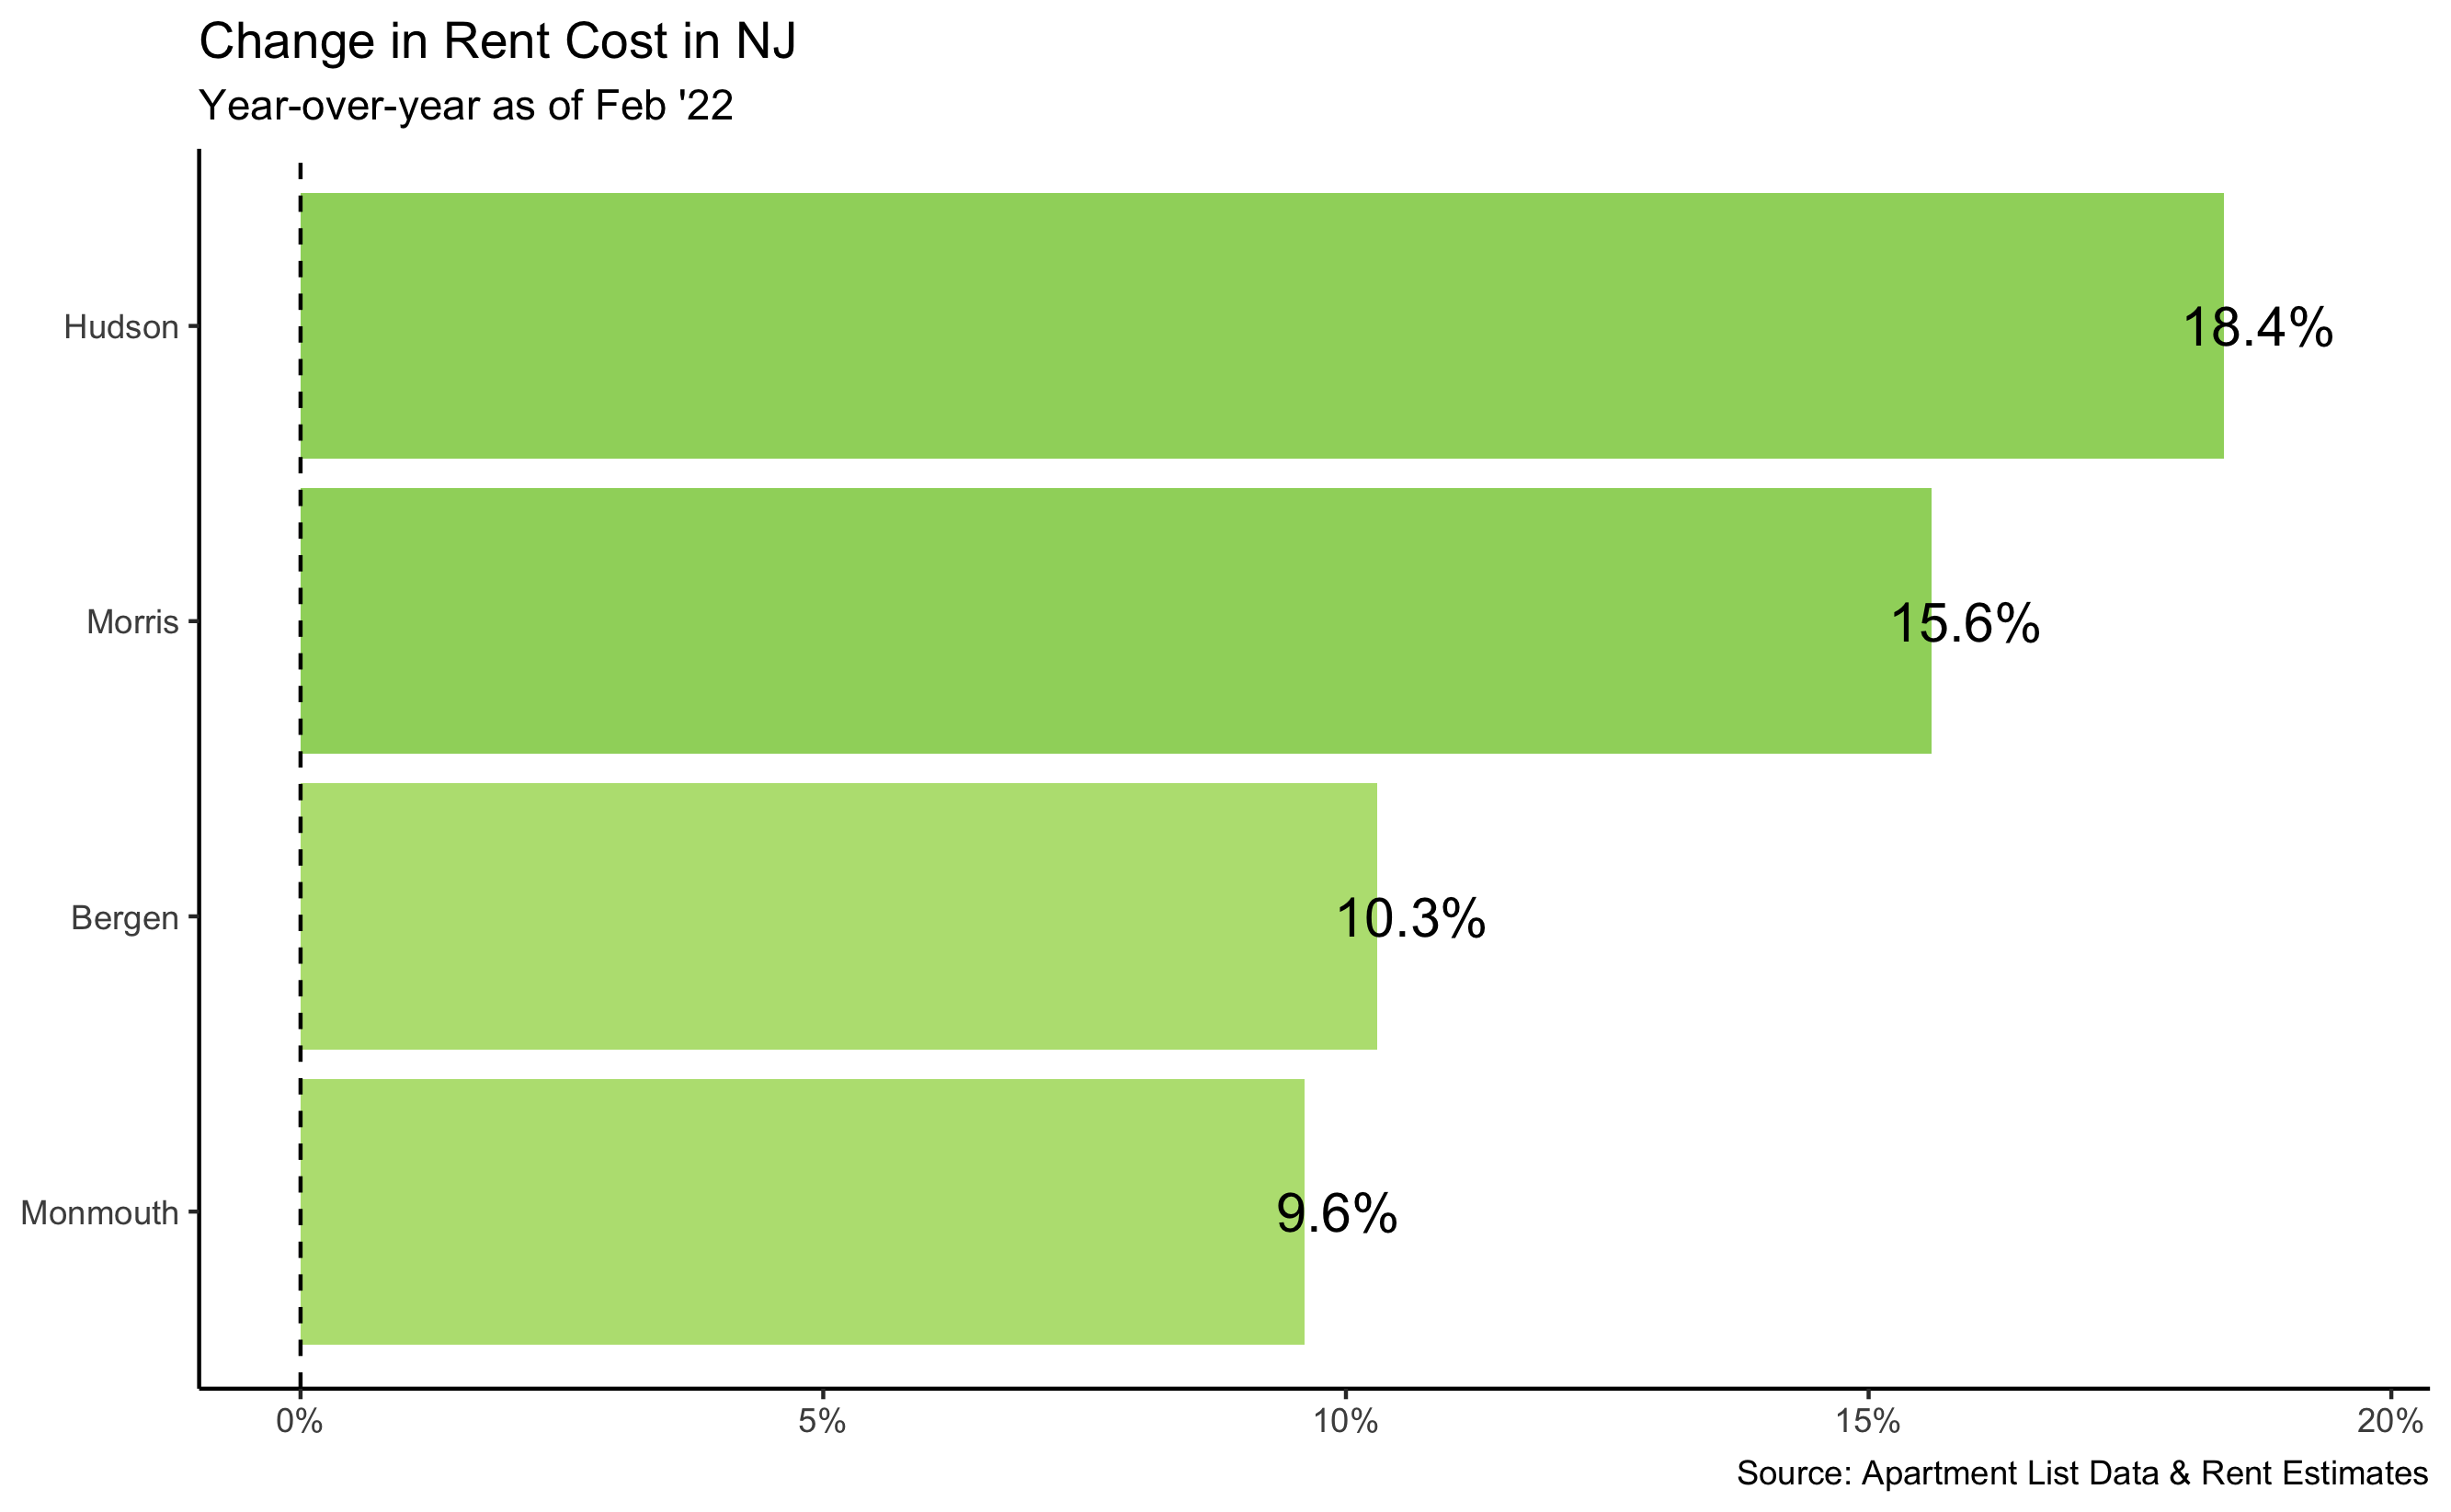 Change in Rent Cost in NJ
Year-over-year as of Feb '22
Hudson
18.4%
Morris
15.6%
Bergen
10.3%
Monmouth
9.6%
0% 5% 10% 15% 20%
Source: Apartment List Data & Rent Estimates